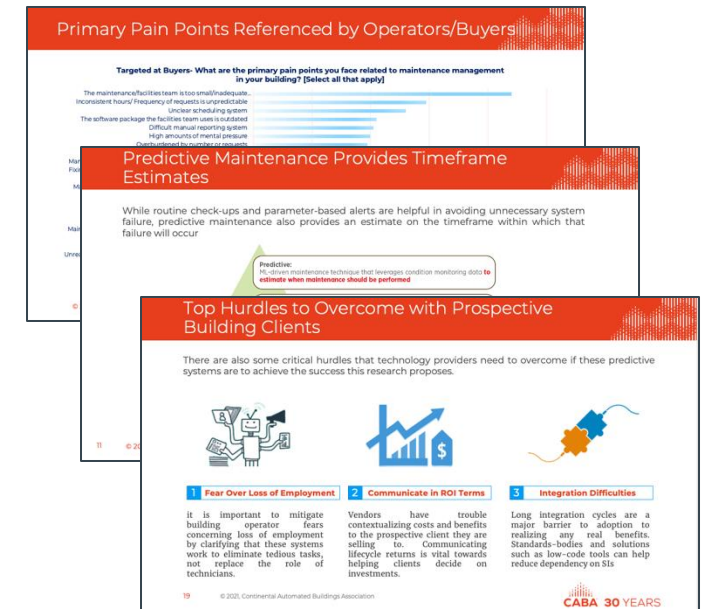 Primary Pain Points Referenced by Operators/Buyers
Targeted at Buyers- What are the primary pain points you face related to maintenance management
in your building? [Select all that apply]
The maintenance/facilities team is too small/inadequate...
Inconsistent hours/ Frequency of requests is unpredictable
Unclear scheduling system
The software package the facilities team uses is outdated
Difficult manual reporting system
High amounts of mental pressure
Overburdened by number or requests
©
Predictive Maintenance Provides Timeframe
Estimates
While routine check-ups and parameter-based alerts are helpful in avoiding unnecessary system
failure, predictive maintenance also provides an estimate on the timeframe within which that
failure will occur
Predictive:
ML-driven maintenance technique that leverages condition monitoring data to
estimate when maintenance should be performed
11 © 20
Top Hurdles to Overcome with Prospective
Building Clients
There are also some critical hurdles that technology providers need to overcome if these predictive
systems are to achieve the success this research proposes.
1 Fear Over Loss of Employment
it is important to mitigate
building operator fears
concerning loss of employment
by clarifying that these systems
work to eliminate tedious tasks,
not replace the role of
technicians.
2 Communicate in ROI Terms
Vendors have trouble
contextualizing costs and benefits
to the prospective client they are
selling to. Communicating
lifecycle returns is vital towards
helping clients decide on
investments.
3 Integration Difficulties
Long integration cycles are a
major barrier to adoption to
realizing any real benefits.
Standards-bodies and solutions
such as low-code tools can help
reduce dependency on SIs
19 © 2021, Continental Automated Buildings Association
CABA 30 YEARS